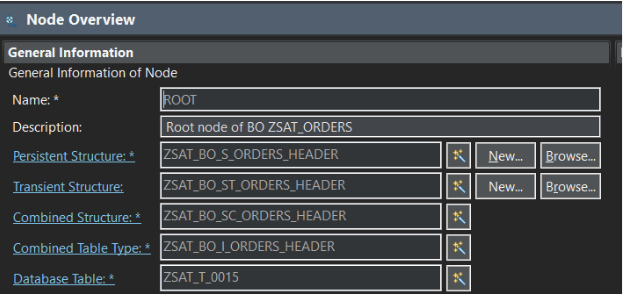 Node Overview
General Information
General Information of Node
Name: * ROOT
Description: Root node of BO ZSAT_ORDERS
Persistent Structure: * ZSAT_BO_S_ORDERS_HEADER New... Browse...
Transient Structure: ZSAT_BO_ST_ORDERS_HEADER New... Browse...
Combined Structure: * ZSAT_BO_SC_ORDERS_HEADER
Combined Table Type: * ZSAT_BO_I_ORDERS_HEADER
Database Table: * ZSAT_T_0015